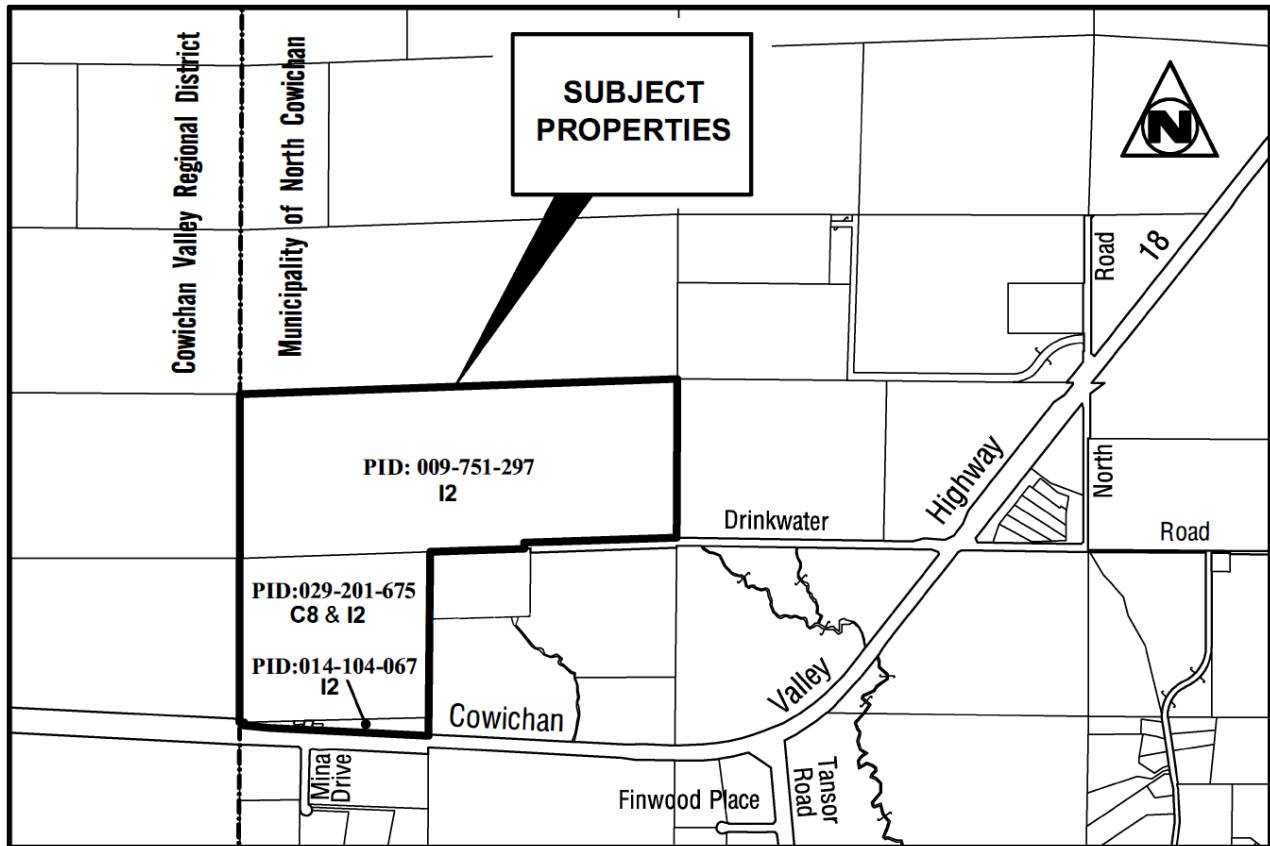 Cowichan Valley Regional District
Municipality of North Cowichan
SUBJECT
PROPERTIES
N
Road
18
PID: 009-751-297
I2
Highway
North
Drinkwater
Road
PID:029-201-675
C8 & I2
PID:014-104-067
I2
Cowichan
Valley
Mina
Drive
Finwood Place
Tansor
Road